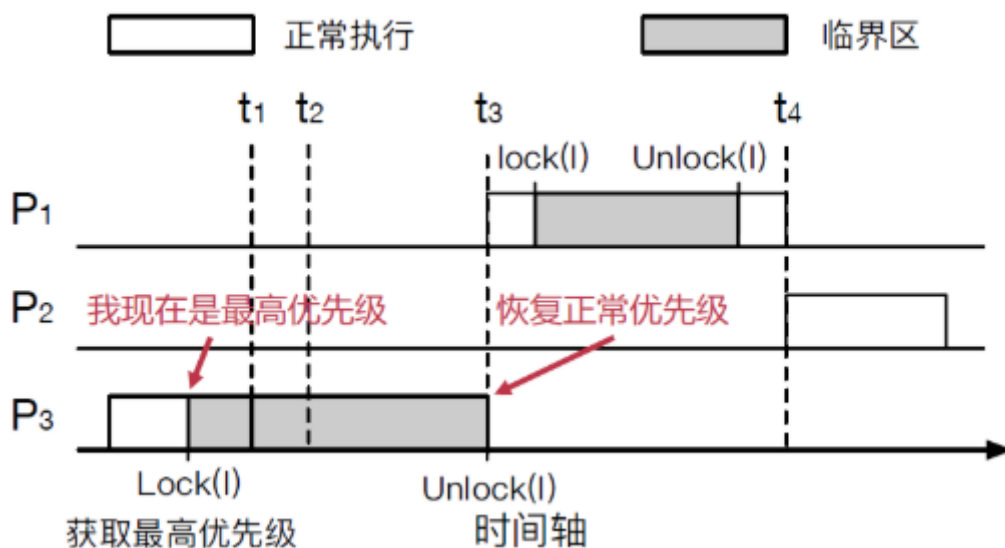 正常执行
临界区
t1
t2
t3
t4
lock(l)
Unlock(l)
P1
P2
我现在是最高优先级
恢复正常优先级
P3
Lock(l)
Unlock(l)
获取最高优先级
时间轴